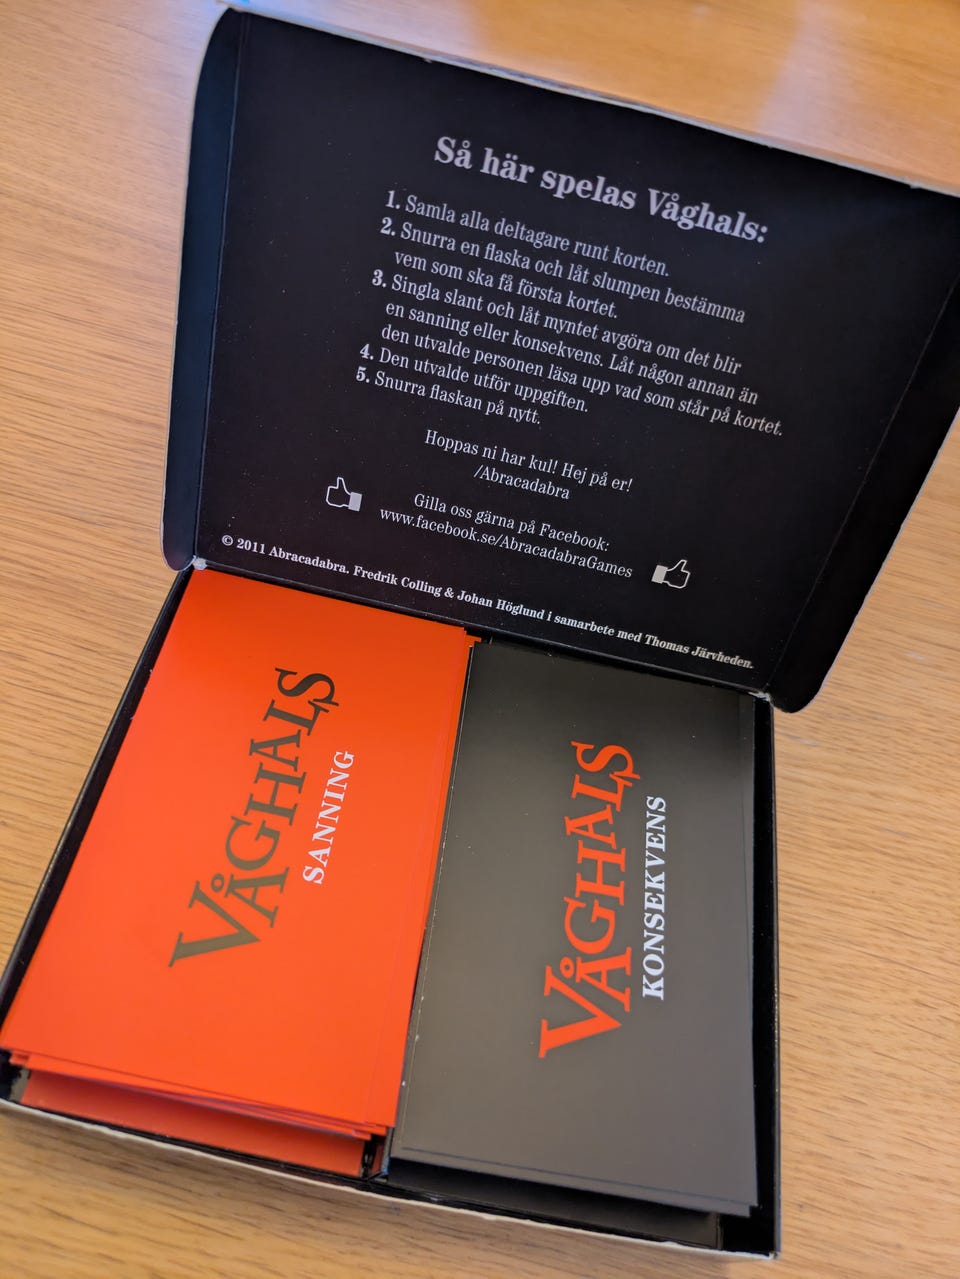 Så här spelas Våghals:
1. Samla alla deltagare runt korten.
2. Snurra en flaska och låt slumpen bestämma
vem som ska få första kortet.
3. Singla slant och låt myntet avgöra om det blir
en sanning eller konsekvens. Låt någon annan än
den utvalde personen läsa upp vad som står på kortet.
4. Den utvalde utför uppgiften.
5. Snurra flaskan på nytt.
Hoppas ni har kul! Hej på er!
/Abracadabra
Gilla oss gärna på Facebook:
www.facebook.se/AbracadabraGames
© 2011 Abracadabra. Fredrik Colling & Johan Höglund i samarbete med Thomas Järvheden.
VÅGHALS
SANNING
VÅGHALS
KONSEKVENS